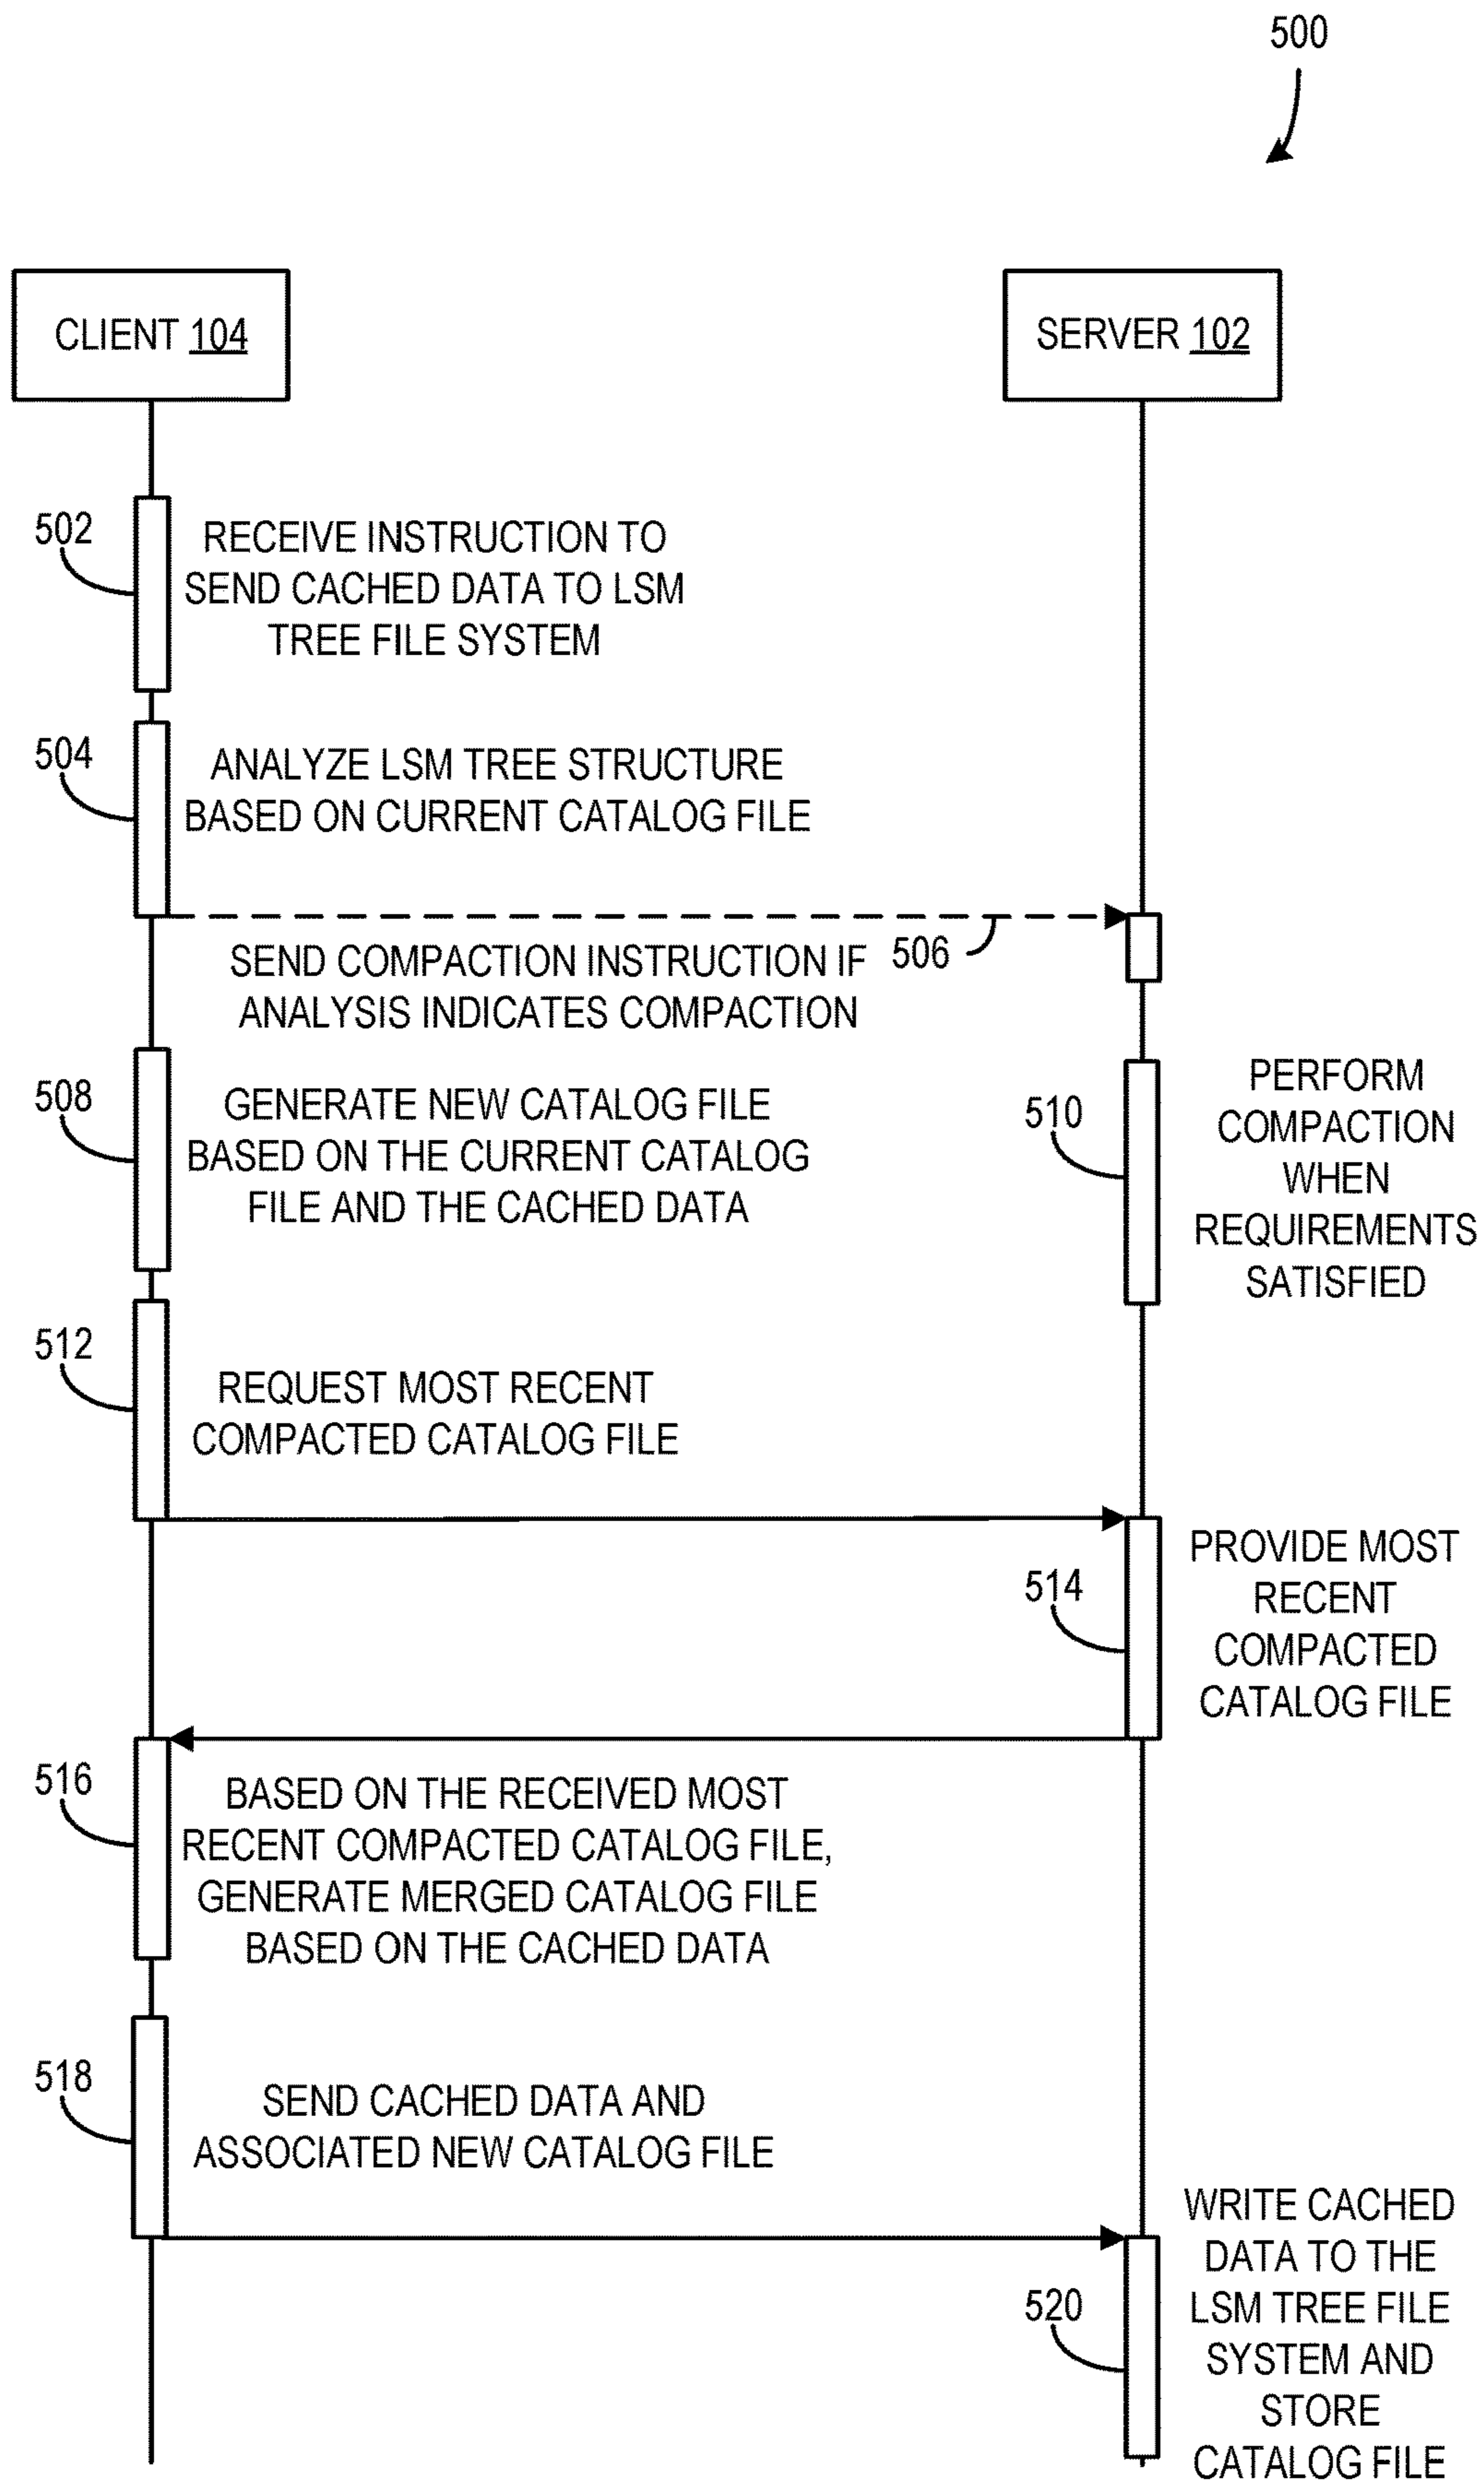 500
CLIENT 104
SERVER 102
502
RECEIVE INSTRUCTION TO
SEND CACHED DATA TO LSM
TREE FILE SYSTEM
504
ANALYZE LSM TREE STRUCTURE
BASED ON CURRENT CATALOG FILE
506
SEND COMPACTION INSTRUCTION IF
ANALYSIS INDICATES COMPACTION
508
GENERATE NEW CATALOG FILE
BASED ON THE CURRENT CATALOG
FILE AND THE CACHED DATA
510
PERFORM
COMPACTION
WHEN
REQUIREMENTS
SATISFIED
512
REQUEST MOST RECENT
COMPACTED CATALOG FILE
514
PROVIDE MOST
RECENT
COMPACTED
CATALOG FILE
516
BASED ON THE RECEIVED MOST
RECENT COMPACTED CATALOG FILE,
GENERATE MERGED CATALOG FILE
BASED ON THE CACHED DATA
518
SEND CACHED DATA AND
ASSOCIATED NEW CATALOG FILE
520
WRITE CACHED
DATA TO THE
LSM TREE FILE
SYSTEM AND
STORE
CATALOG FILE